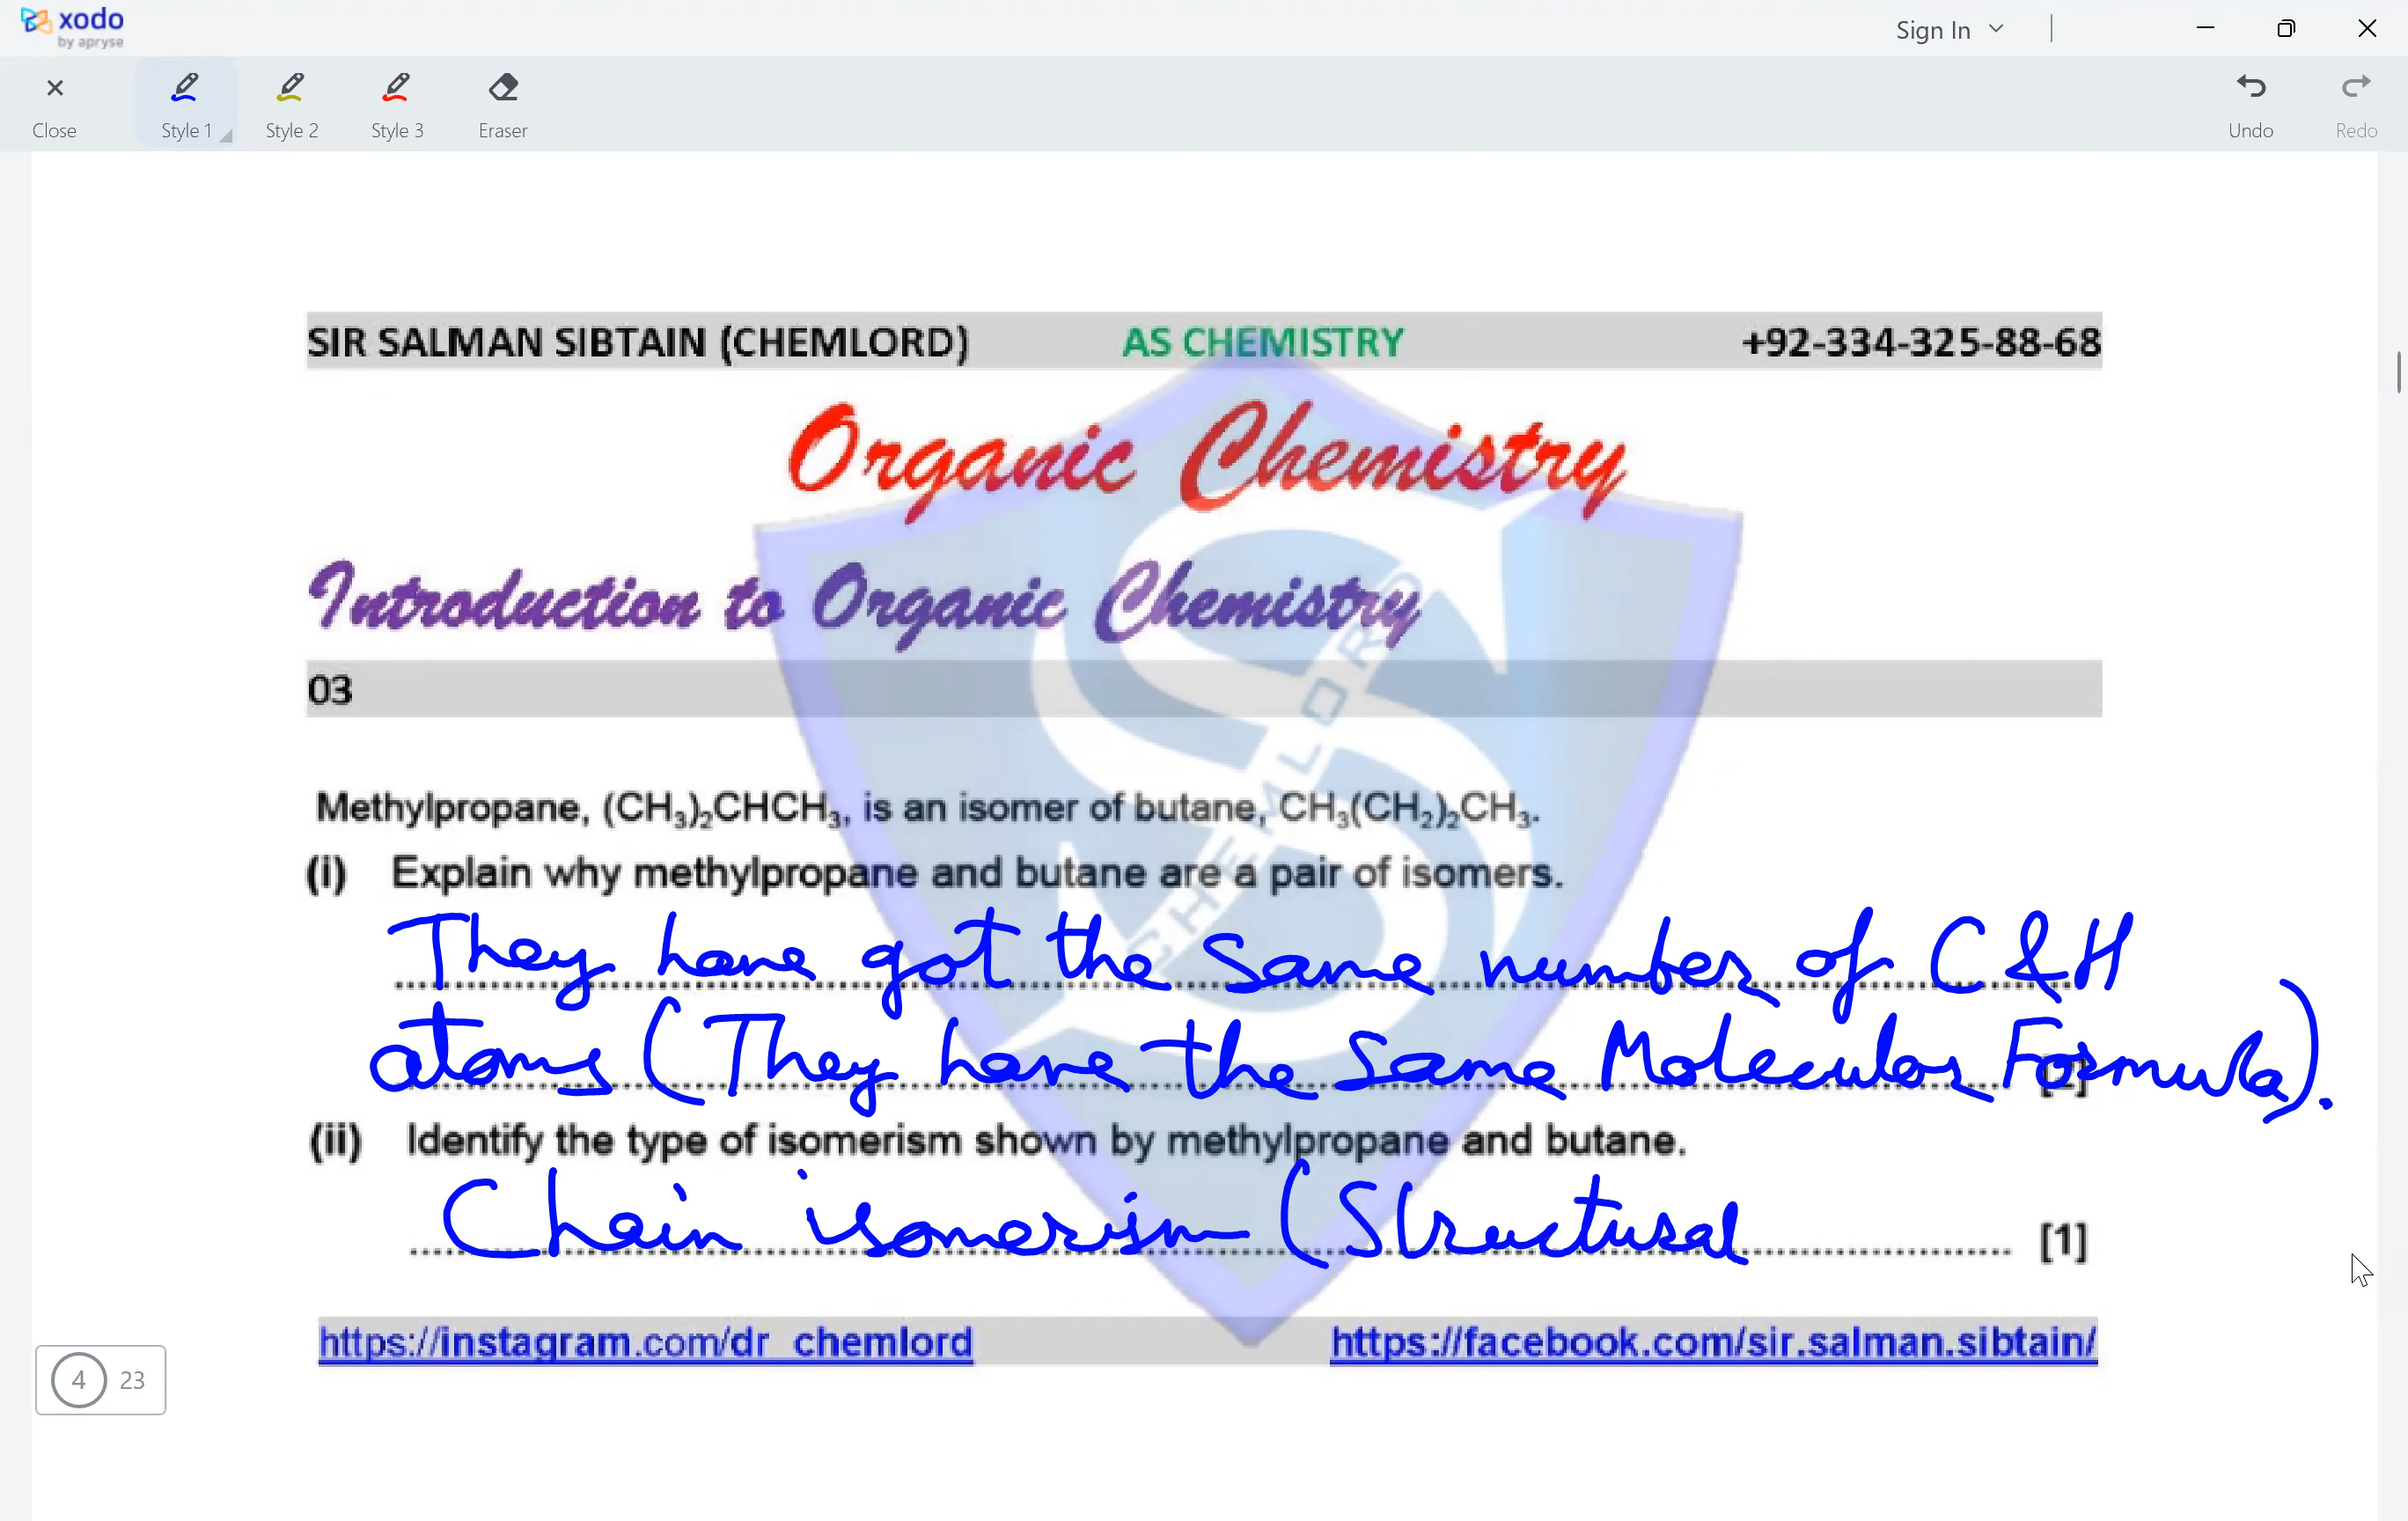 xodo
by apryse
Sign In
Close
Style 1
Style 2
Style 3
Eraser
Undo
Redo
SIR SALMAN SIBTAIN (CHEMLORD) AS CHEMISTRY +92-334-325-88-68
Organic Chemistry
Introduction to Organic Chemistry
03
CHEMLORD
Methylpropane, (CH₃)₂CHCH₃, is an isomer of butane, CH₃(CH₂)₂CH₃.
(i) Explain why methylpropane and butane are a pair of isomers.
They have got the same number of C & H
atoms (They have the same Molecular Formula).
[2]
(ii) Identify the type of isomerism shown by methylpropane and butane.
Chain isomerism (Structural
[1]
https://instagram.com/dr_chemlord https://facebook.com/sir.salman.sibtain/
4 23